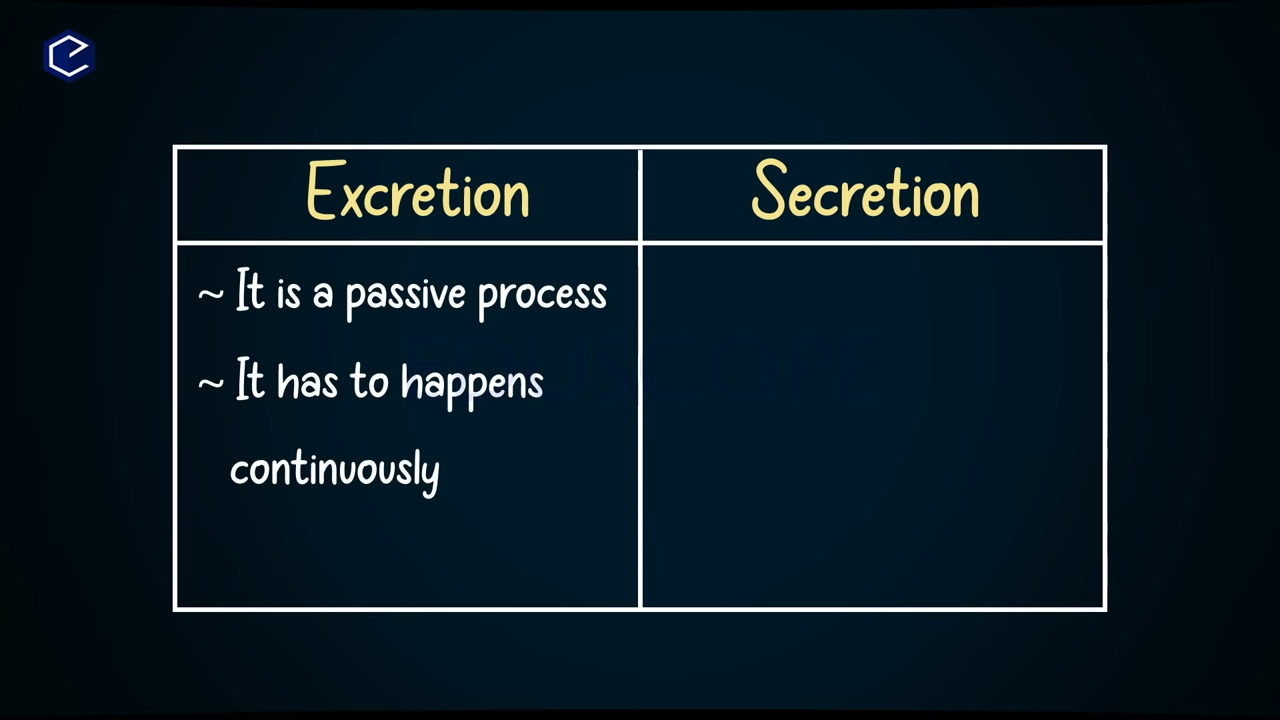 Excretion
Secretion
~ It is a passive process
~ It has to happens
continuously